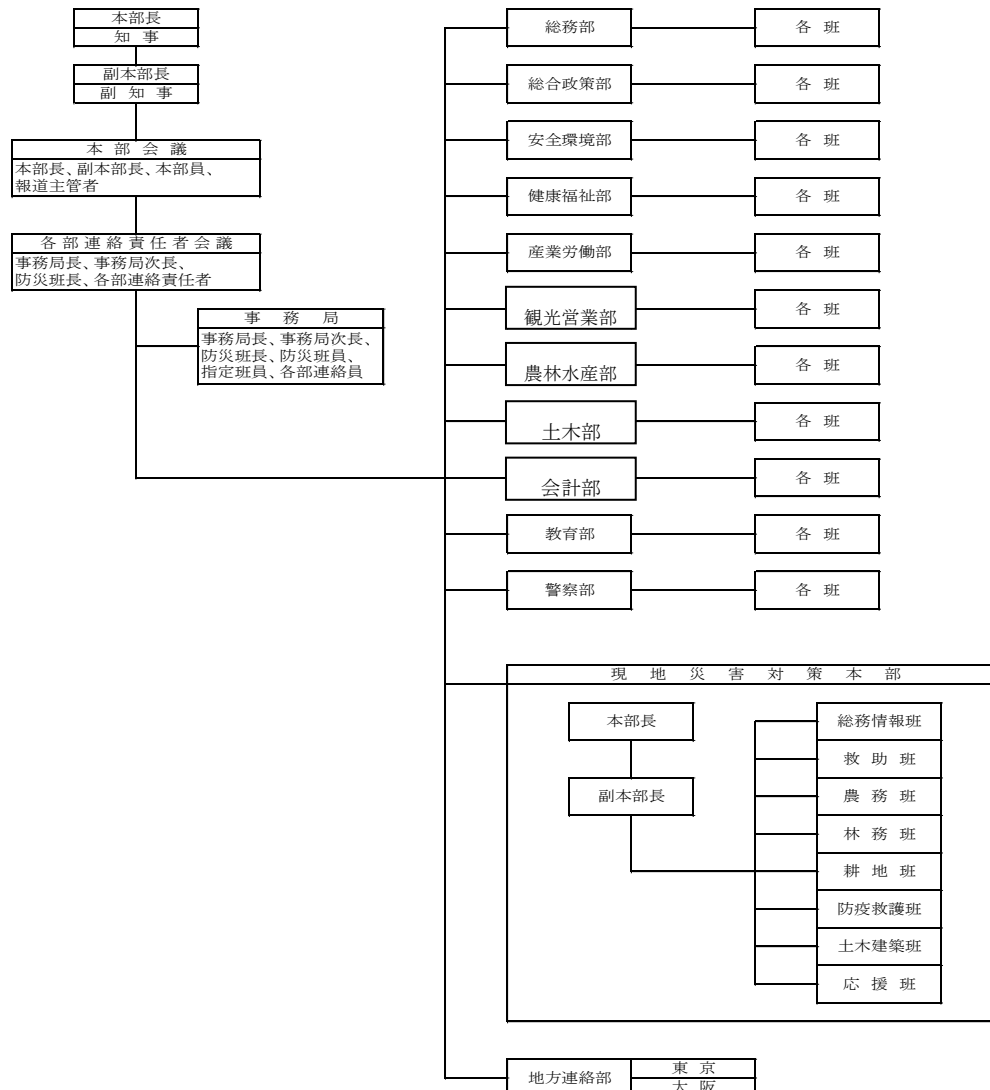 本部長
知 事
副本部長
副 知 事
本 部 会 議
本部長、副本部長、本部員、
報道主管者
各部連絡責任者会議
事務局長、事務局次長、
防災班長、各部連絡責任者
事 務 局
事務局長、事務局次長、
防災班長、防災班員、
指定班員、各部連絡員
総務部 各 班
総合政策部 各 班
安全環境部 各 班
健康福祉部 各 班
産業労働部 各 班
観光営業部 各 班
農林水産部 各 班
土木部 各 班
会計部 各 班
教育部 各 班
警察部 各 班
現 地 災 害 対 策 本 部
本部長
副本部長
総務情報班
救 助 班
農 務 班
林 務 班
耕 地 班
防疫救護班
土木建築班
応 援 班
地方連絡部
東 京
大 阪